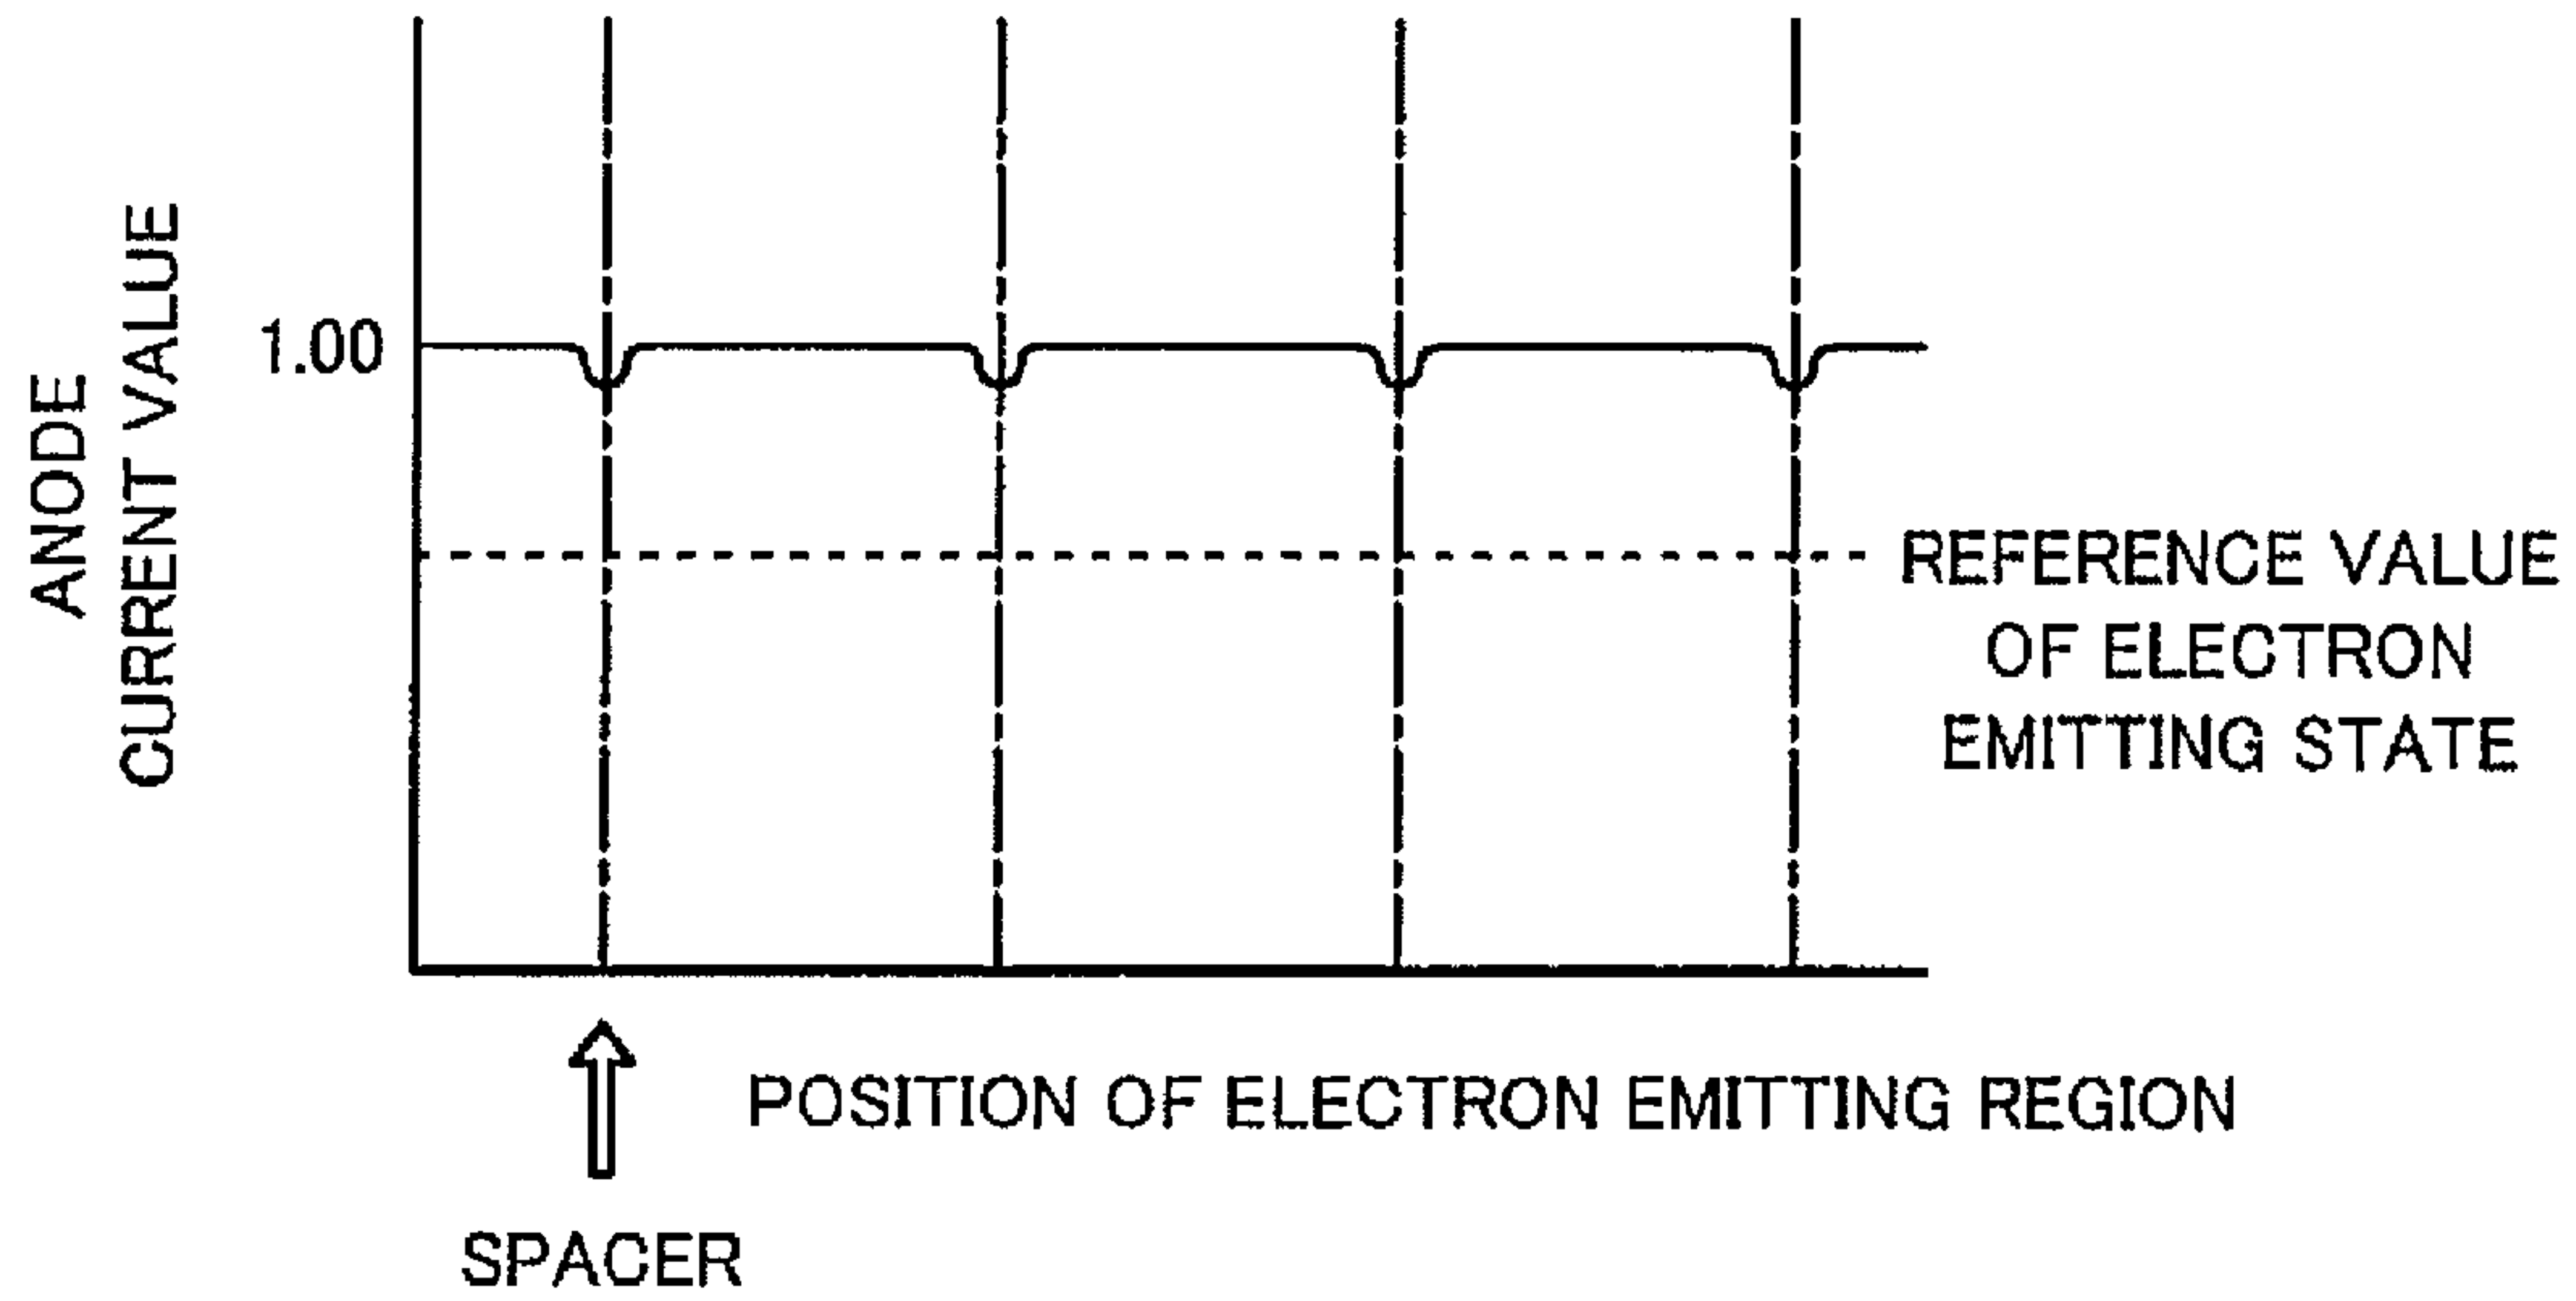 ANODE
CURRENT VALUE
1.00
REFERENCE VALUE
OF ELECTRON
EMITTING STATE
POSITION OF ELECTRON EMITTING REGION
SPACER